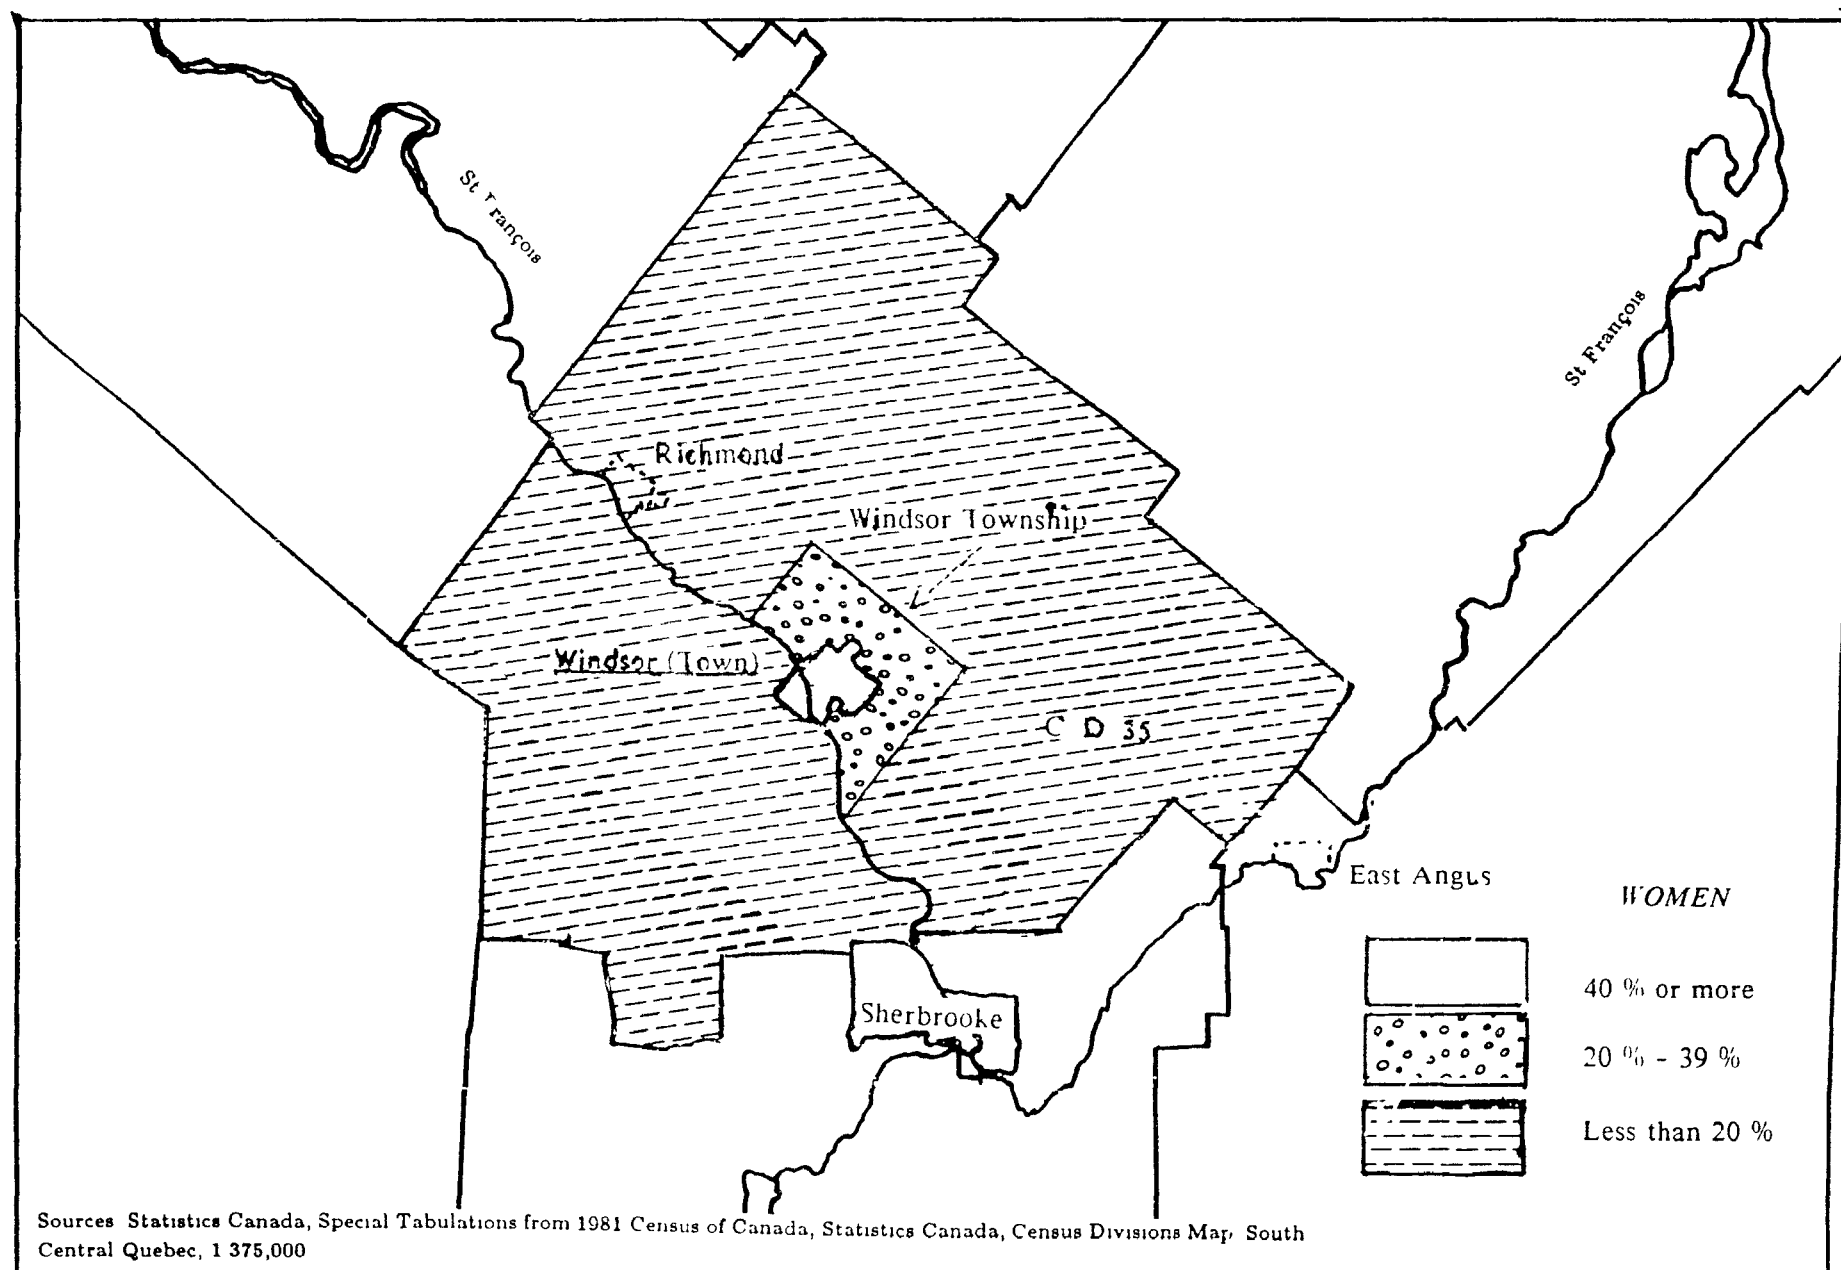 St François
St François
Richmond
Windsor Township
Windsor (Town)
C D 35
East Angus
WOMEN
40 % or more
Sherbrooke
20 % - 39 %
Less than 20 %
Sources Statistics Canada, Special Tabulations from 1981 Census of Canada, Statistics Canada, Census Divisions Map, South
Central Quebec, 1 375,000